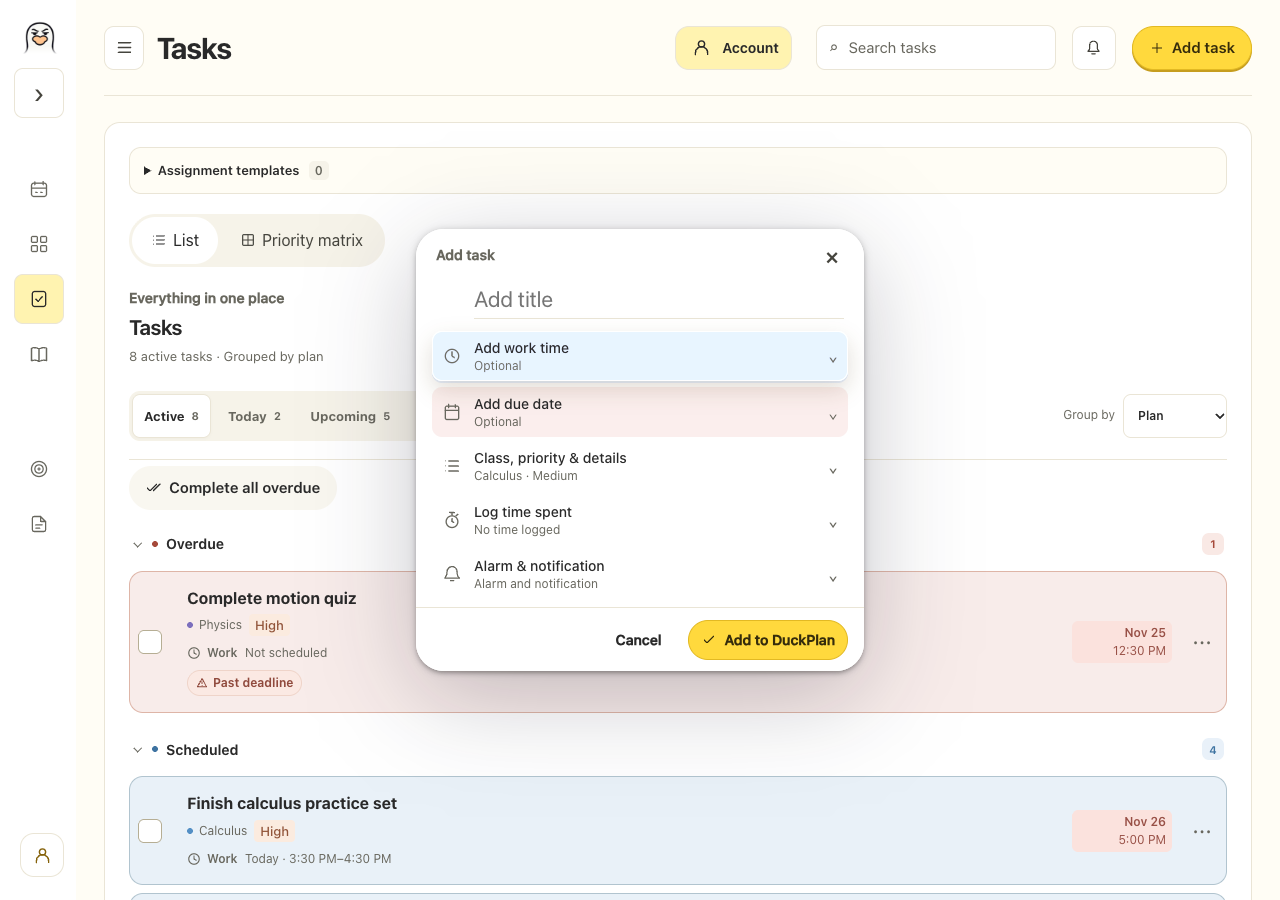 Tasks
Account
Search tasks
+ Add task
Assignment templates 0
List
Priority matrix
Everything in one place
Tasks
8 active tasks · Grouped by plan
Active 8
Today 2
Upcoming 5
Group by
Plan
Complete all overdue
Overdue
1
Complete motion quiz
Physics High
Work Not scheduled
Past deadline
Nov 25
12:30 PM
Scheduled
4
Finish calculus practice set
Calculus High
Work Today · 3:30 PM–4:30 PM
Nov 26
5:00 PM
Add task
Add title
Add work time
Optional
Add due date
Optional
Class, priority & details
Calculus · Medium
Log time spent
No time logged
Alarm & notification
Alarm and notification
Cancel
Add to DuckPlan